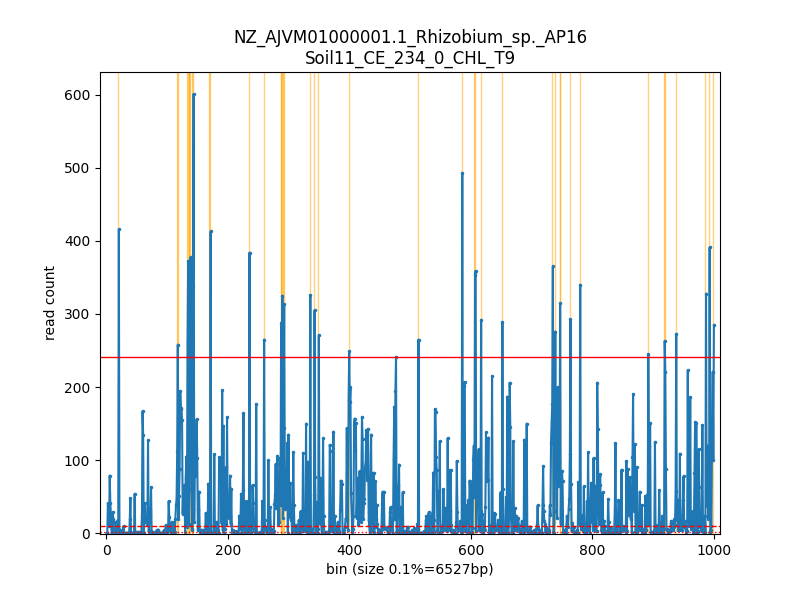 NZ_AJVM01000001.1_Rhizobium_sp._AP16
Soil11_CE_234_0_CHL_T9
read count
600
500
400
300
200
100
0
0 200 400 600 800 1000
bin (size 0.1%=6527bp)